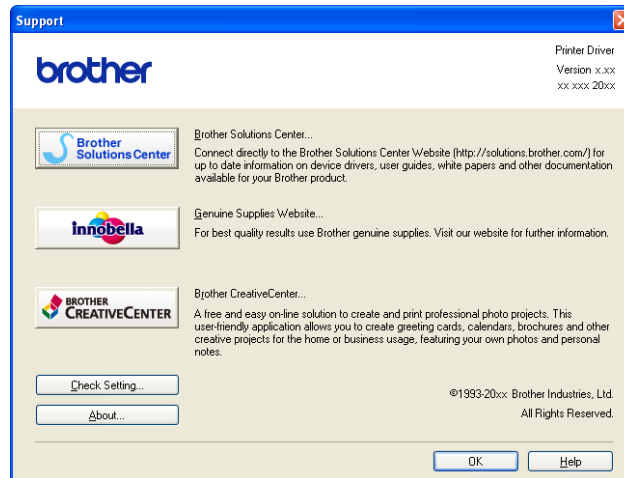 Support
brother
Printer Driver
Version x.xx
xx xxx 20xx
Brother
Solutions Center
Brother Solutions Center...
Connect directly to the Brother Solutions Center Website (http://solutions.brother.com/) for
up to date information on device drivers, user guides, white papers and other documentation
available for your Brother product.
innobella
Genuine Supplies Website...
For best quality results use Brother genuine supplies. Visit our website for further information.
BROTHER
CREATIVECENTER
Brother CreativeCenter...
A free and easy on-line solution to create and print professional photo projects. This
user-friendly application allows you to create greeting cards, calendars, brochures and other
creative projects for the home or business usage, featuring your own photos and personal
notes.
Check Setting...
About...
©1993-20xx Brother Industries, Ltd.
All Rights Reserved.
OK
Help